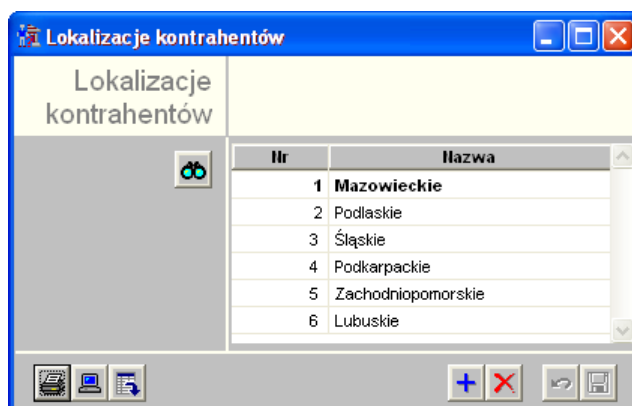 Lokalizacje kontrahentów
Lokalizacje
kontrahentów
Nr Nazwa
1 Mazowieckie
2 Podlaskie
3 Śląskie
4 Podkarpackie
5 Zachodniopomorskie
6 Lubuskie